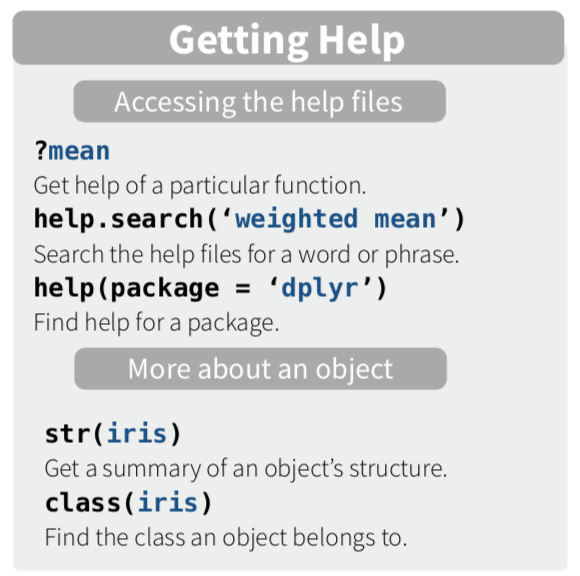 Getting Help
Accessing the help files
?mean
Get help of a particular function.
help.search(‘weighted mean’)
Search the help files for a word or phrase.
help(package = ‘dplyr’)
Find help for a package.
More about an object
str(iris)
Get a summary of an object’s structure.
class(iris)
Find the class an object belongs to.